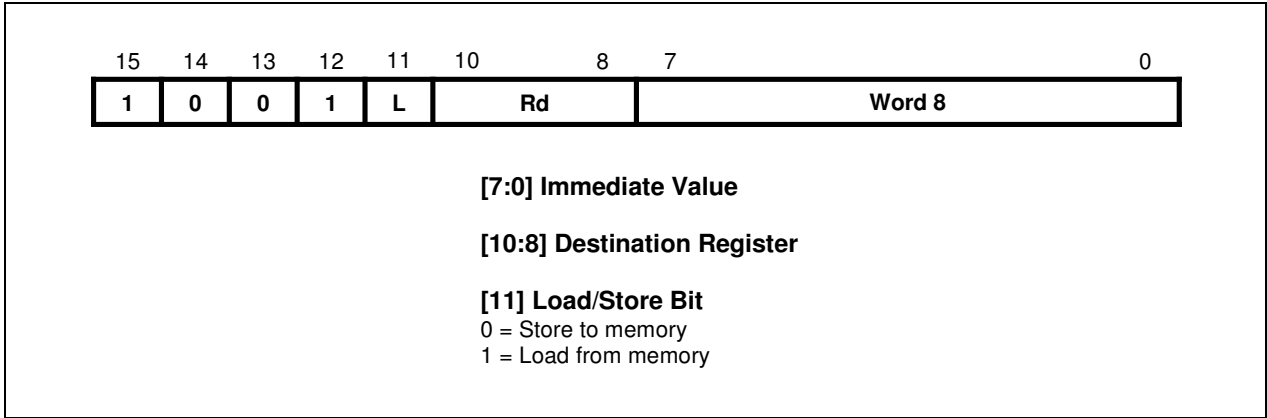 15 14 13 12 11 10 8 7 0
1 0 0 1 L Rd Word 8
[7:0] Immediate Value
[10:8] Destination Register
[11] Load/Store Bit
0 = Store to memory
1 = Load from memory